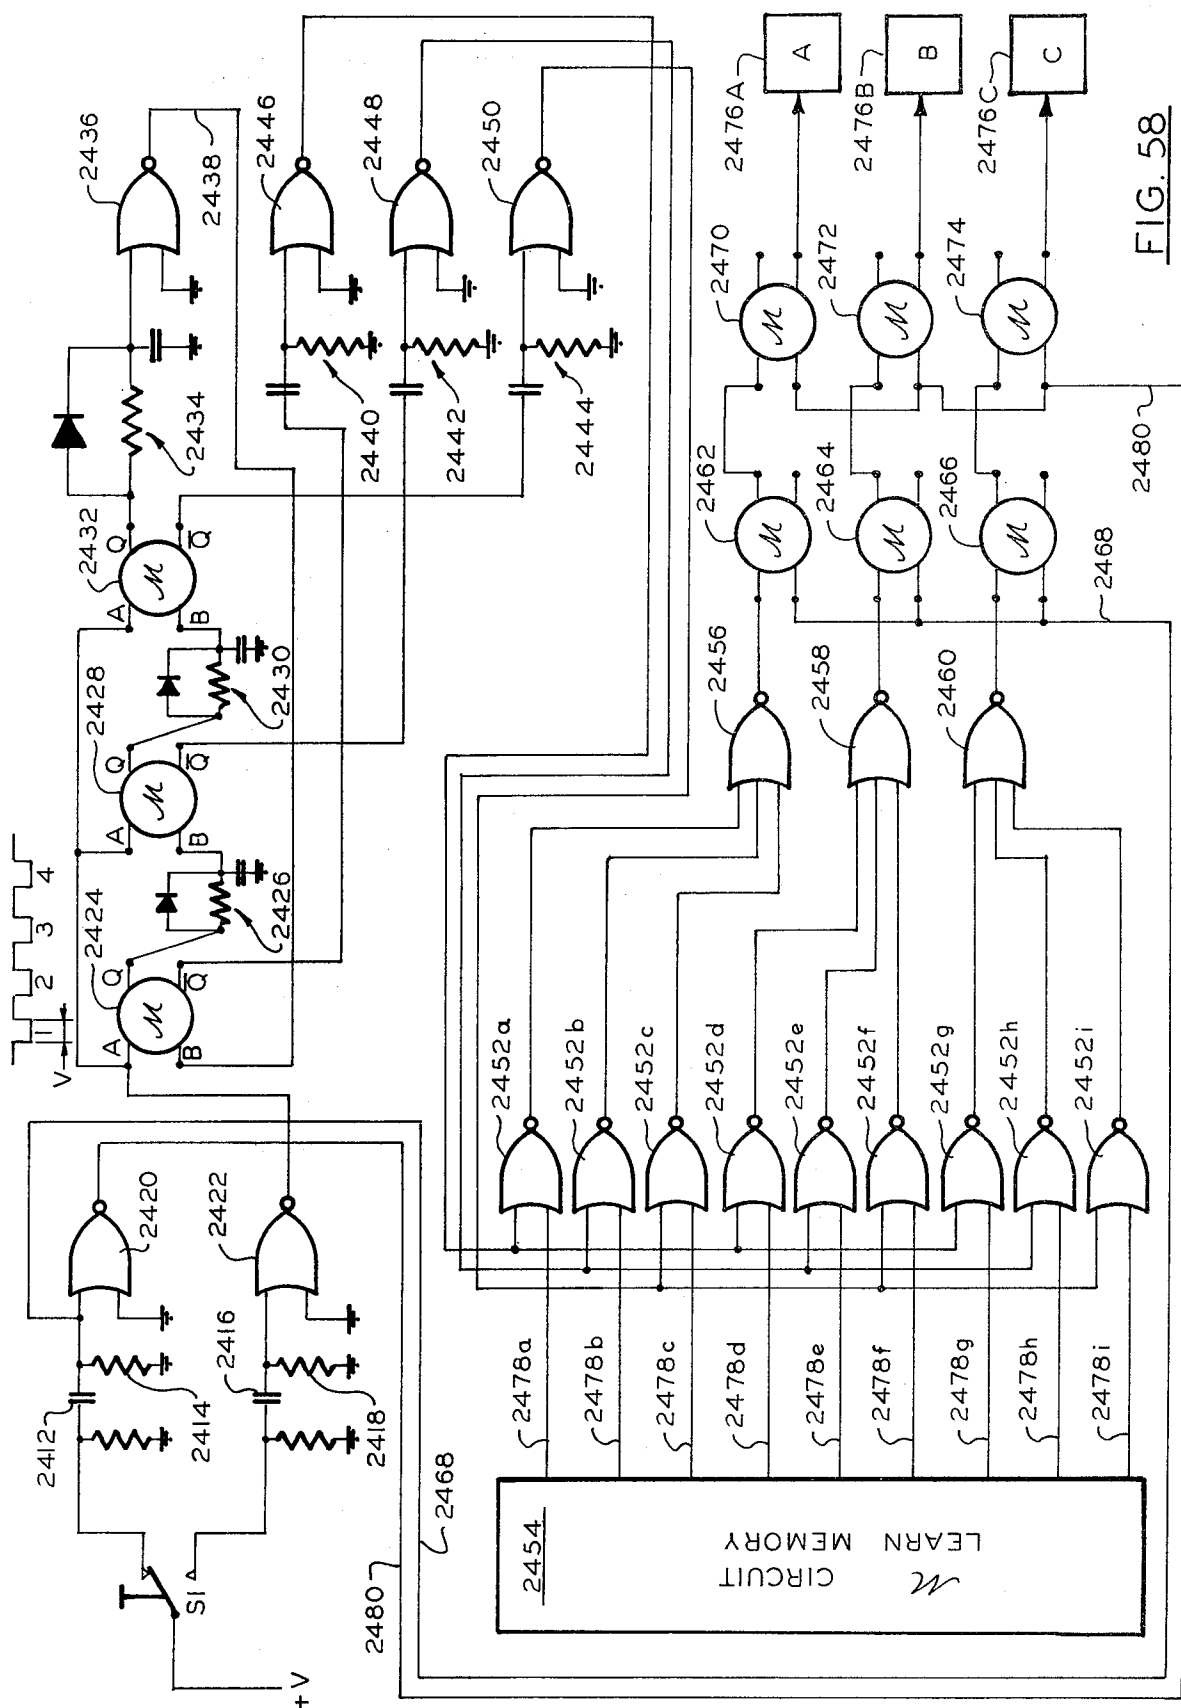 +V
S1
2412
2414
2416
2418
2420
2422
2480
2468
V
1
2
3
4
2424
A
B
Q
Q̅
2426
2428
A
B
Q
Q̅
2430
2432
A
B
Q
Q̅
2434
2436
2438
2440
2442
2444
2446
2448
2450
2454
ℳ CIRCUIT
LEARN MEMORY
2478a
2478b
2478c
2478d
2478e
2478f
2478g
2478h
2478i
2452a
2452b
2452c
2452d
2452e
2452f
2452g
2452h
2452i
2456
2458
2460
2462
2464
2466
2468
2470
2472
2474
2480
2476A
A
2476B
B
2476C
C
ℳ
ℳ
ℳ
ℳ
ℳ
ℳ
ℳ
ℳ
ℳ
FIG. 58